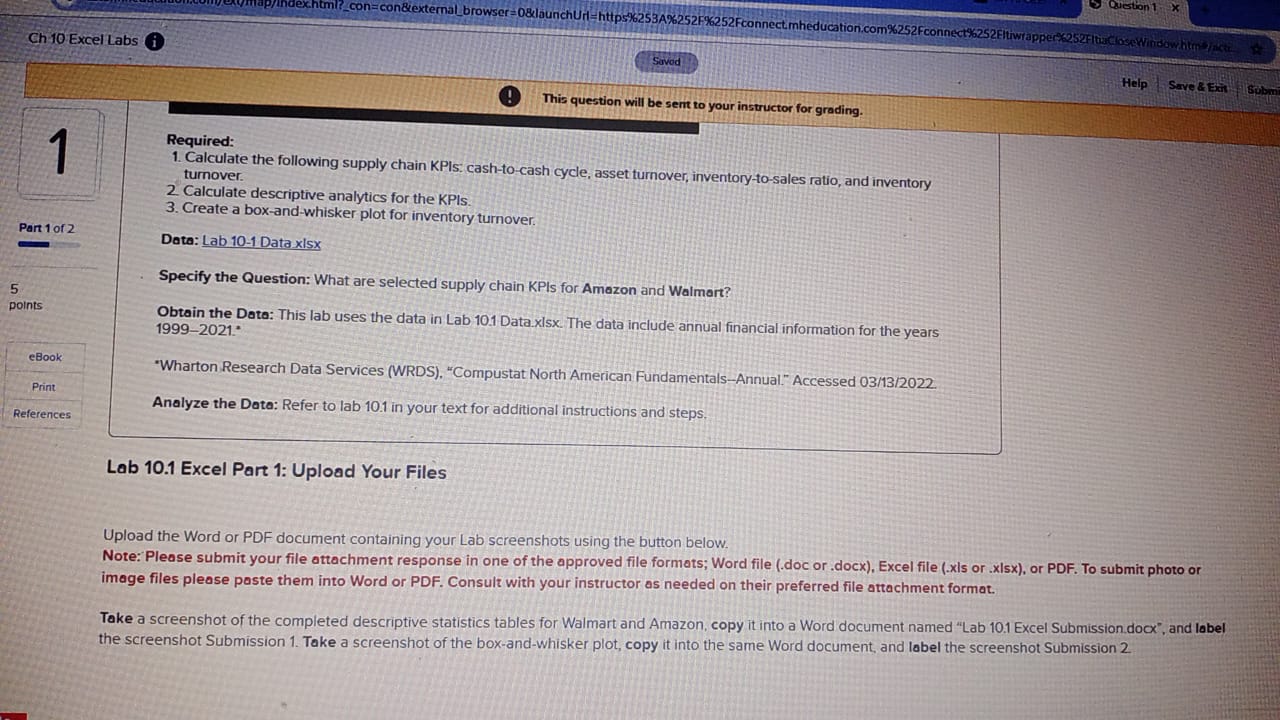 Question 1
.com/ext/map/index.html?_con=con&external_browser=0&launchUrl=https%253A%252F%252Fconnect.mheducation.com%252Fconnect%252Fltiwrapper%252F
Ch 10 Excel Labs
Saved
Help Save & Exit Submi
This question will be sent to your instructor for grading.
1
Part 1 of 2
5
points
eBook
Print
References
Required:
1. Calculate the following supply chain KPIs: cash-to-cash cycle, asset turnover, inventory-to-sales ratio, and inventory
turnover.
2. Calculate descriptive analytics for the KPIs.
3. Create a box-and-whisker plot for inventory turnover.
Data: Lab 10-1 Data.xlsx
Specify the Question: What are selected supply chain KPIs for Amazon and Walmart?
Obtain the Data: This lab uses the data in Lab 10.1 Data.xlsx. The data include annual financial information for the years
1999–2021.*
*Wharton Research Data Services (WRDS), “Compustat North American Fundamentals–Annual.” Accessed 03/13/2022.
Analyze the Data: Refer to lab 10.1 in your text for additional instructions and steps.
Lab 10.1 Excel Part 1: Upload Your Files
Upload the Word or PDF document containing your Lab screenshots using the button below.
Note: Please submit your file attachment response in one of the approved file formats; Word file (.doc or .docx), Excel file (.xls or .xlsx), or PDF. To submit photo or
image files please paste them into Word or PDF. Consult with your instructor as needed on their preferred file attachment format.
Take a screenshot of the completed descriptive statistics tables for Walmart and Amazon, copy it into a Word document named “Lab 10.1 Excel Submission.docx”, and label
the screenshot Submission 1. Take a screenshot of the box-and-whisker plot, copy it into the same Word document, and label the screenshot Submission 2.